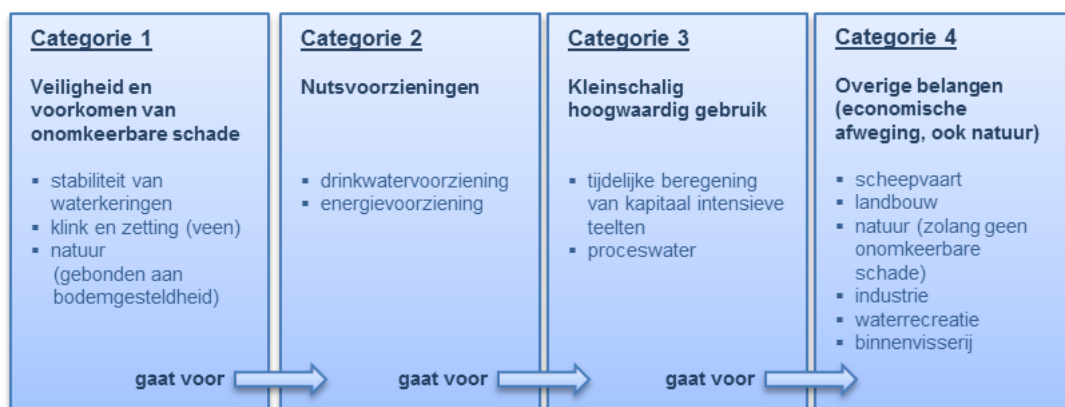 Categorie 1
Veiligheid en
voorkomen van
onomkeerbare schade
▪ stabiliteit van
waterkeringen
▪ klink en zetting (veen)
▪ natuur
(gebonden aan
bodemgesteldheid)
gaat voor
Categorie 2
Nutsvoorzieningen
▪ drinkwatervoorziening
▪ energievoorziening
gaat voor
Categorie 3
Kleinschalig
hoogwaardig gebruik
▪ tijdelijke beregening
van kapitaal intensieve
teelten
▪ proceswater
gaat voor
Categorie 4
Overige belangen
(economische
afweging, ook natuur)
▪ scheepvaart
▪ landbouw
▪ natuur (zolang geen
onomkeerbare
schade)
▪ industrie
▪ waterrecreatie
▪ binnenvisserij